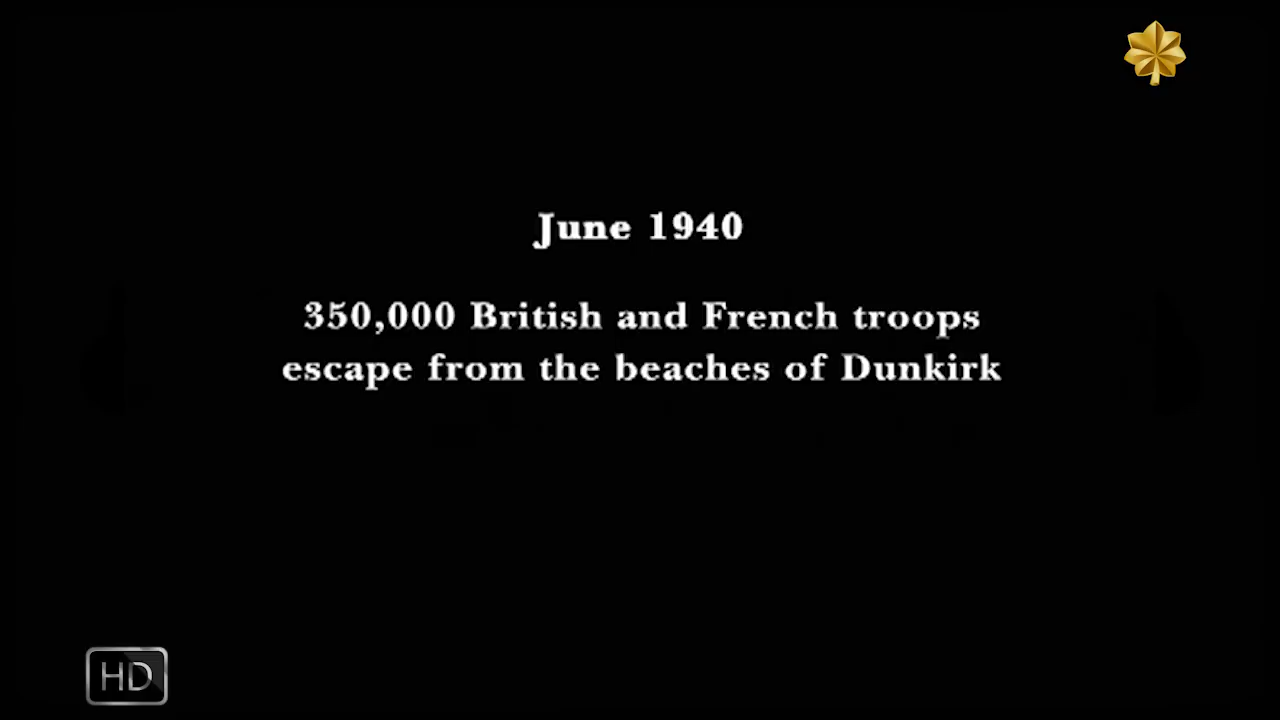 June 1940
350,000 British and French troops
escape from the beaches of Dunkirk
HD